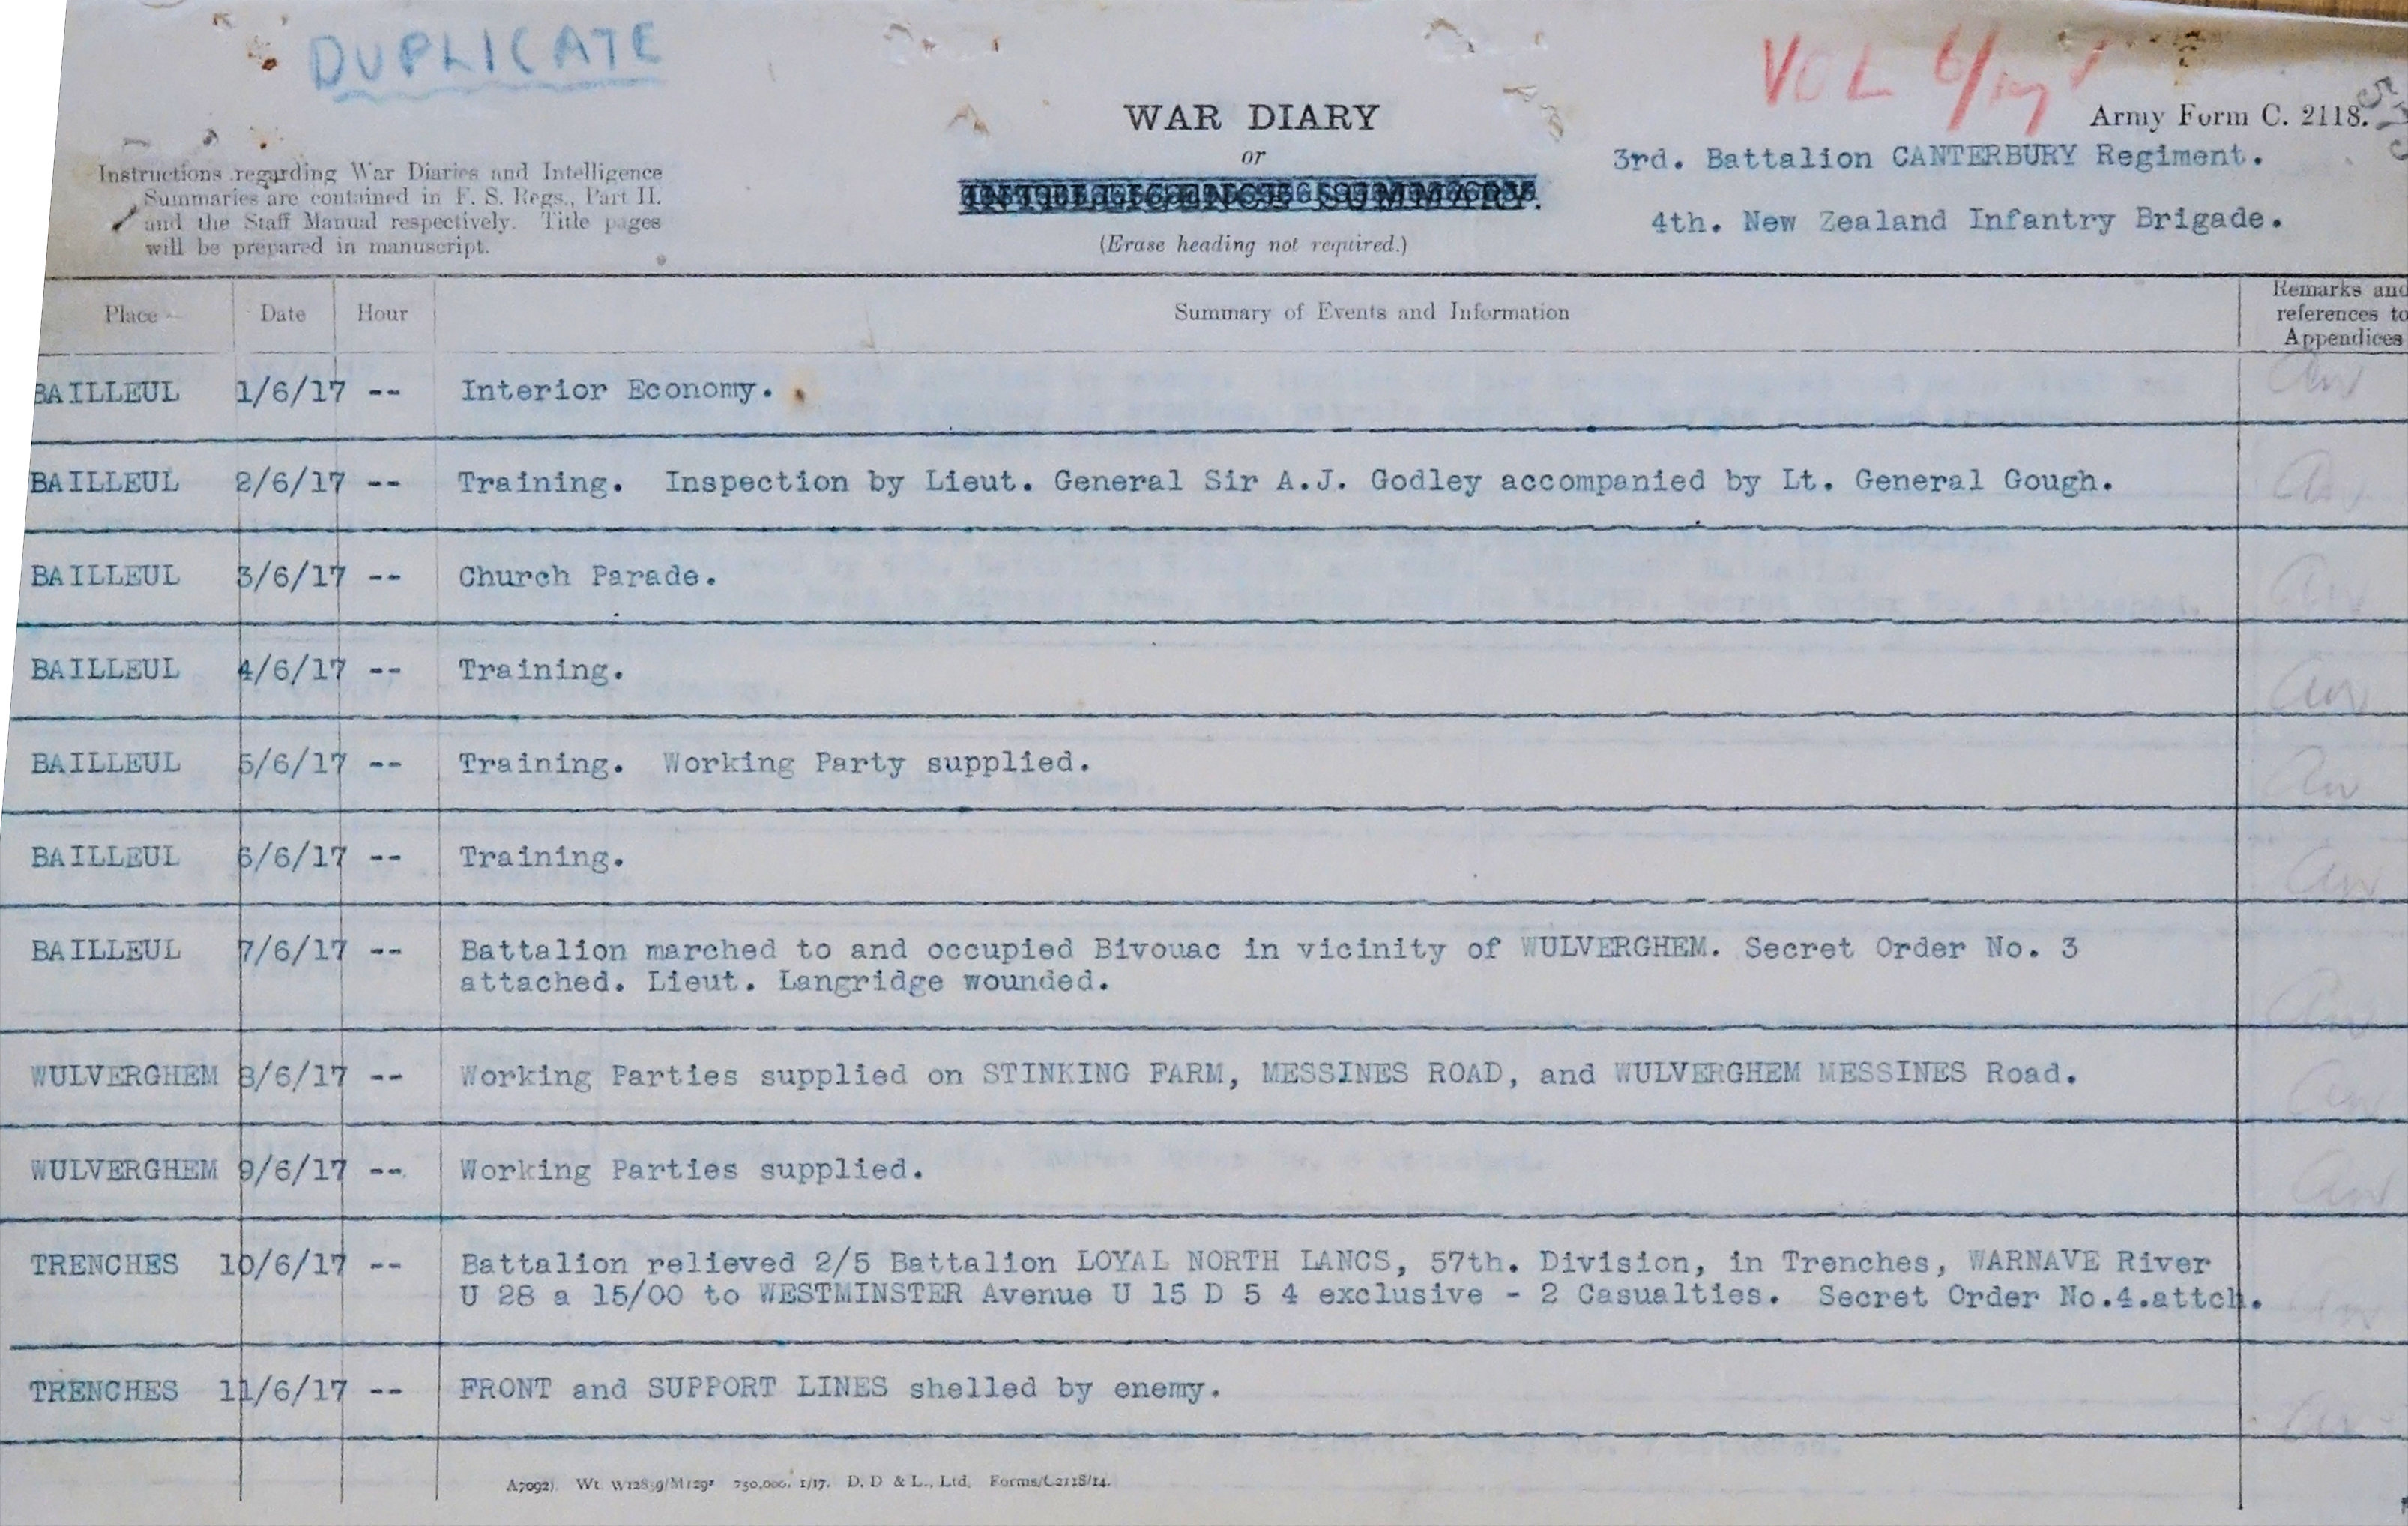 DUPLICATE
VOL
WAR DIARY
or
INTELLIGENCE SUMMARY.
(Erase heading not required.)
Army Form C. 2118.
3rd. Battalion CANTERBURY Regiment.
4th. New Zealand Infantry Brigade.
Instructions regarding War Diaries and Intelligence
Summaries are contained in F. S. Regs., Part II.
and the Staff Manual respectively. Title pages
will be prepared in manuscript.
Place Date Hour Summary of Events and Information Remarks and
references to
Appendices
BAILLEUL 1/6/17 -- Interior Economy.
BAILLEUL 2/6/17 -- Training. Inspection by Lieut. General Sir A.J. Godley accompanied by Lt. General Gough.
BAILLEUL 3/6/17 -- Church Parade.
BAILLEUL 4/6/17 -- Training.
BAILLEUL 5/6/17 -- Training. Working Party supplied.
BAILLEUL 6/6/17 -- Training.
BAILLEUL 7/6/17 -- Battalion marched to and occupied Bivouac in vicinity of WULVERGHEM. Secret Order No. 3
attached. Lieut. Langridge wounded.
WULVERGHEM 8/6/17 -- Working Parties supplied on STINKING FARM, MESSINES ROAD, and WULVERGHEM MESSINES Road.
WULVERGHEM 9/6/17 -- Working Parties supplied.
TRENCHES 10/6/17 -- Battalion relieved 2/5 Battalion LOYAL NORTH LANCS, 57th. Division, in Trenches, WARNAVE River
U 28 a 15/00 to WESTMINSTER Avenue U 15 D 5 4 exclusive - 2 Casualties. Secret Order No.4.attch.
TRENCHES 11/6/17 -- FRONT and SUPPORT LINES shelled by enemy.
A7092). Wt. 750,000. 1/17. D. D & L., Ltd. Forms/C2118/14.